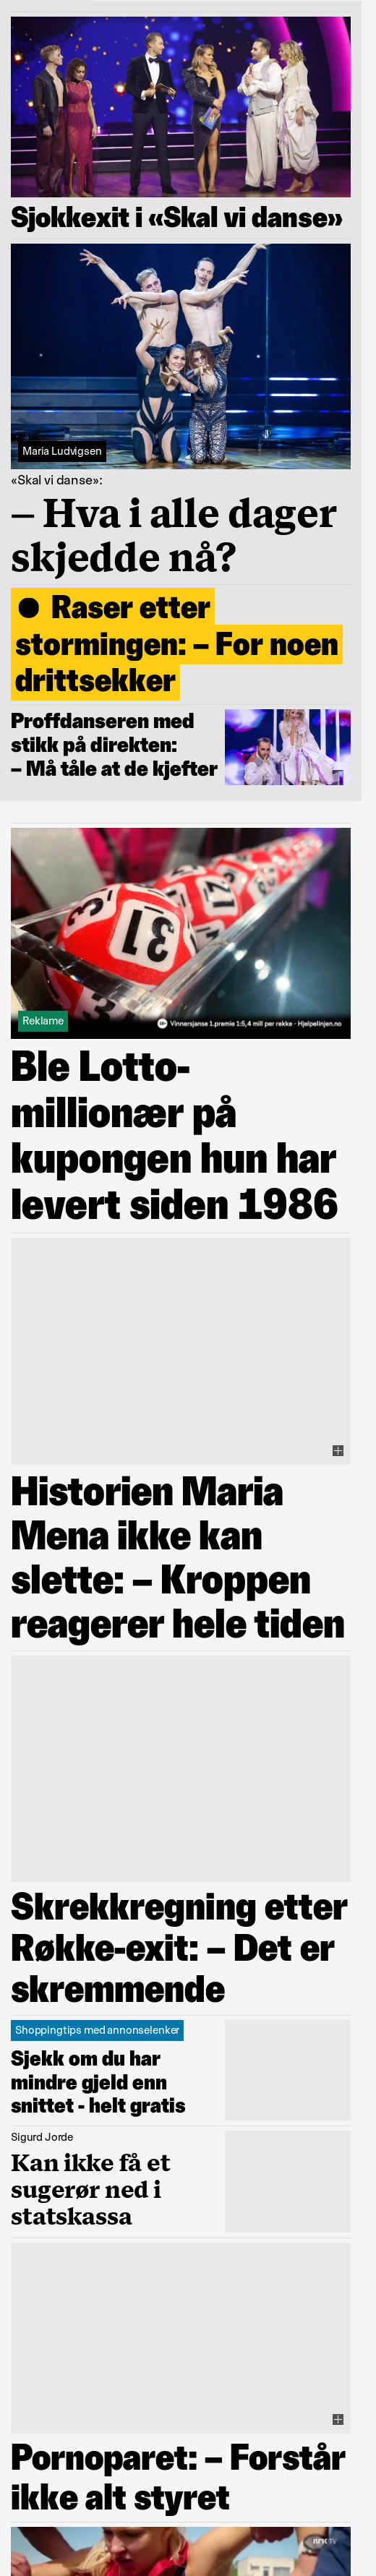 Sjokkexit i «Skal vi danse»
Maria Ludvigsen
«Skal vi danse»:
– Hva i alle dager
skjedde nå?
● Raser etter
stormingen: – For noen
drittsekker
Proffdanseren med
stikk på direkten:
– Må tåle at de kjefter
31
21
Reklame
18+ Vinnersjanse 1.premie 1:5,4 mill per rekke - Hjelpelinjen.no
Ble Lotto-
millionær på
kupongen hun har
levert siden 1986
Historien Maria
Mena ikke kan
slette: – Kroppen
reagerer hele tiden
Skrekkregning etter
Røkke-exit: – Det er
skremmende
Shoppingtips med annonselenker
Sjekk om du har
mindre gjeld enn
snittet - helt gratis
Sigurd Jorde
Kan ikke få et
sugerør ned i
statskassa
Pornoparet: – Forstår
ikke alt styret
NRK TV